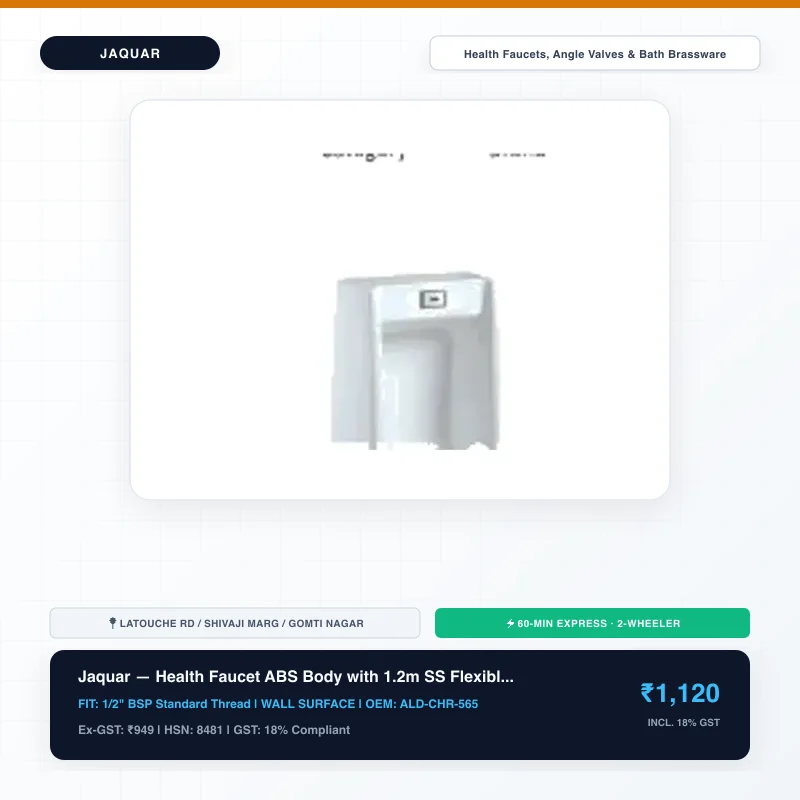 JAQUAR
Health Faucets, Angle Valves & Bath Brassware
LATOUCHE RD / SHIVAJI MARG / GOMTI NAGAR
60-MIN EXPRESS · 2-WHEELER
Jaquar — Health Faucet ABS Body with 1.2m SS Flexibl...
FIT: 1/2" BSP Standard Thread | WALL SURFACE | OEM: ALD-CHR-565
₹1,120
Ex-GST: ₹949 | HSN: 8481 | GST: 18% Compliant
INCL. 18% GST